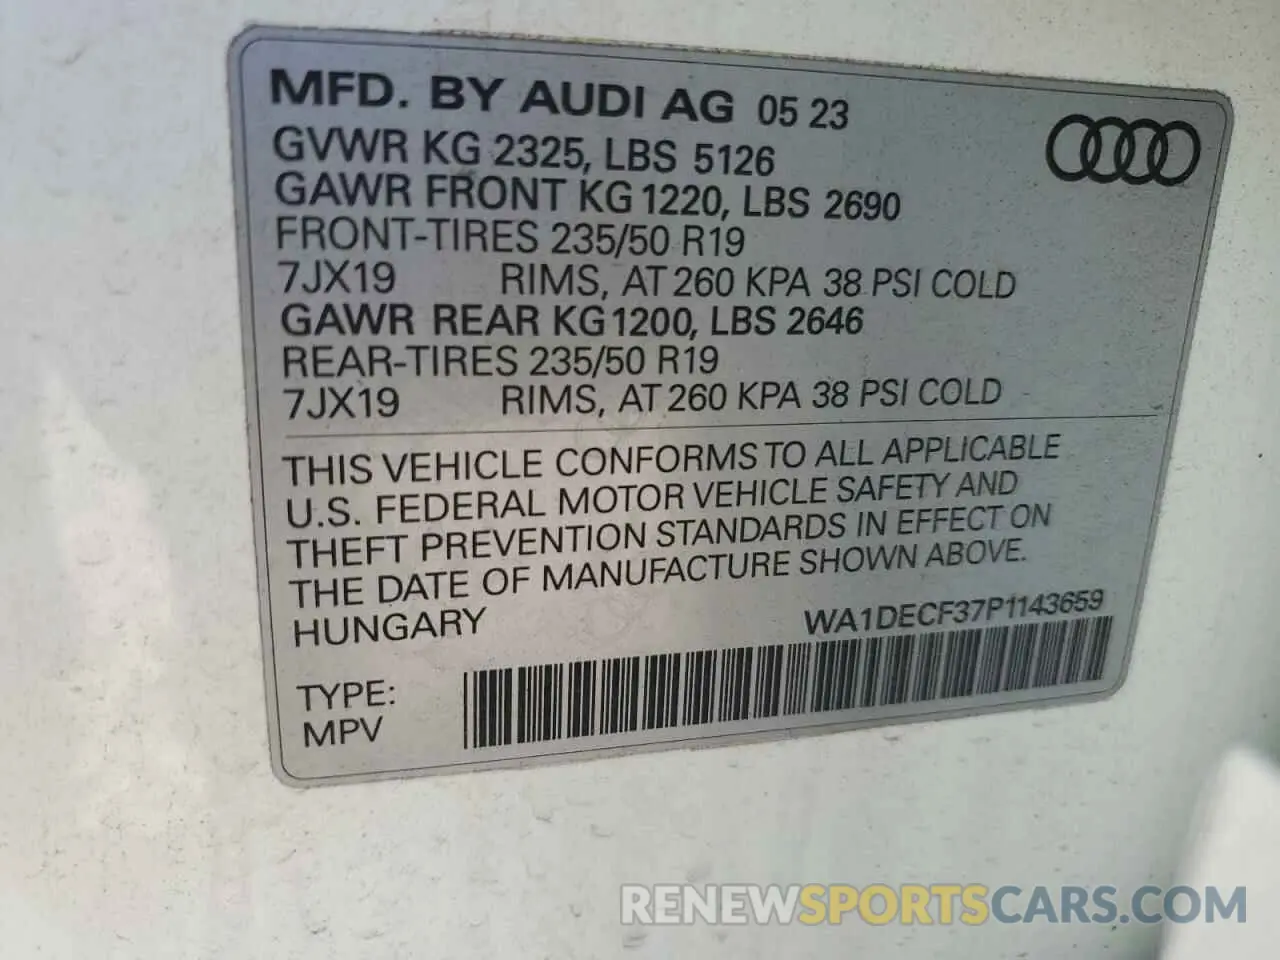 MFD. BY AUDI AG 05 23
GVWR KG 2325, LBS 5126
GAWR FRONT KG 1220, LBS 2690
FRONT-TIRES 235/50 R19
7JX19 RIMS, AT 260 KPA 38 PSI COLD
GAWR REAR KG 1200, LBS 2646
REAR-TIRES 235/50 R19
7JX19 RIMS, AT 260 KPA 38 PSI COLD
THIS VEHICLE CONFORMS TO ALL APPLICABLE
U.S. FEDERAL MOTOR VEHICLE SAFETY AND
THEFT PREVENTION STANDARDS IN EFFECT ON
THE DATE OF MANUFACTURE SHOWN ABOVE.
HUNGARY WA1DECF37P1143659
TYPE:
MPV
RENEWSPORTSCARS.COM